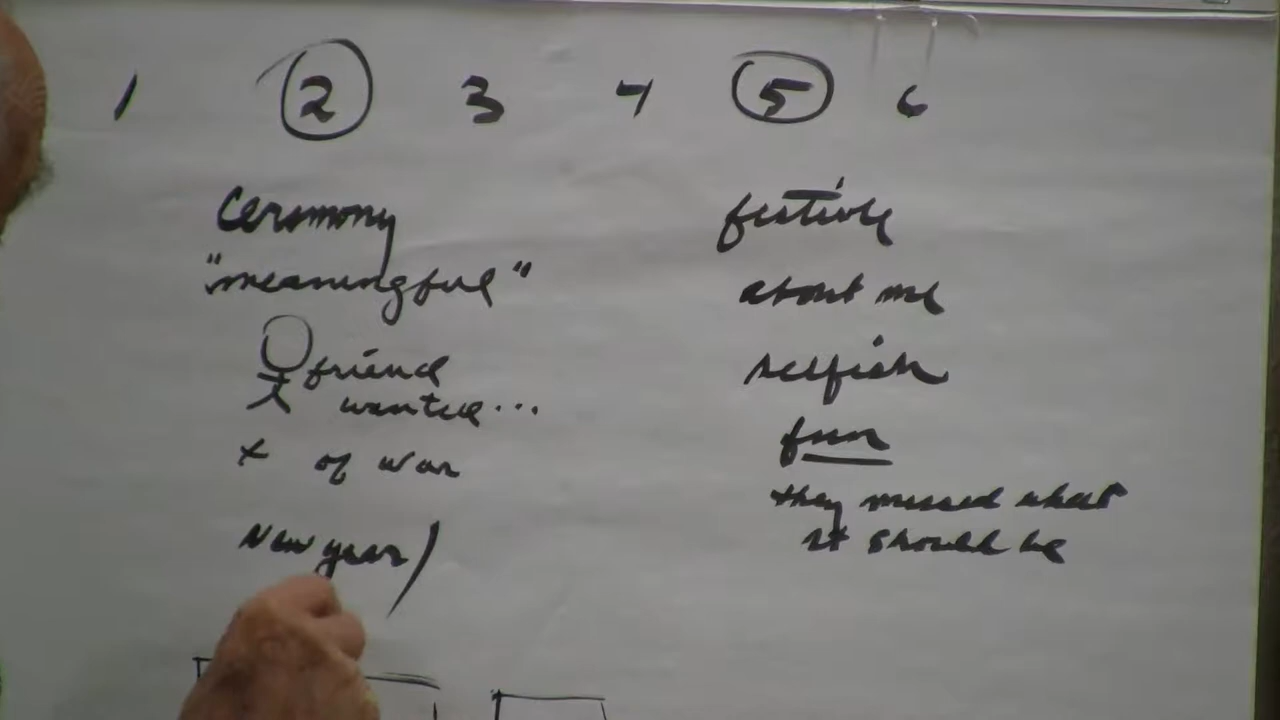 1 2 3 4 5 6
Ceremony
"meaningful"
friend
wanted...
+ of war
New year /
festive
about me
selfish
fun
they missed what
it should be